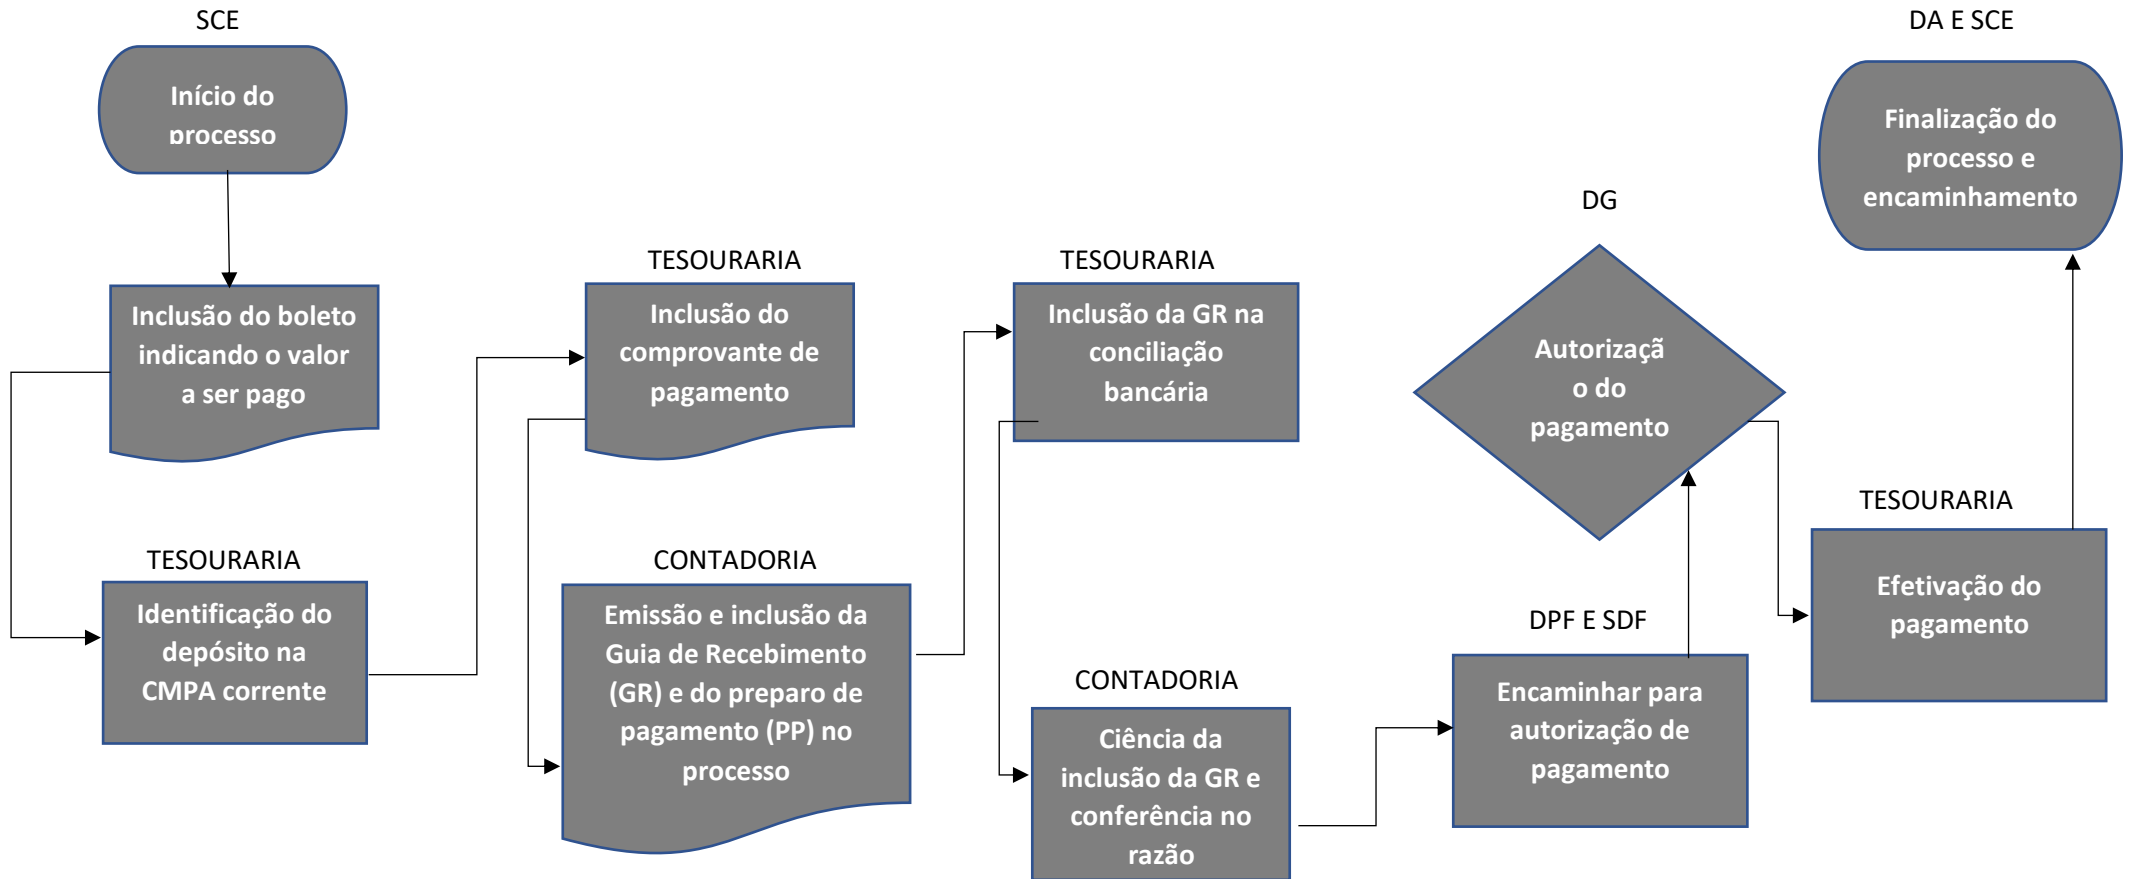 SCE
Início do
processo
Inclusão do boleto
indicando o valor
a ser pago
TESOURARIA
Identificação do
depósito na
CMPA corrente
TESOURARIA
Inclusão do
comprovante de
pagamento
CONTADORIA
Emissão e inclusão da
Guia de Recebimento
(GR) e do preparo de
pagamento (PP) no
processo
TESOURARIA
Inclusão da GR na
conciliação
bancária
CONTADORIA
Ciência da
inclusão da GR e
conferência no
razão
DPF E SDF
Encaminhar para
autorização de
pagamento
DG
Autorizaçã
o do
pagamento
TESOURARIA
Efetivação do
pagamento
DA E SCE
Finalização do
processo e
encaminhamento